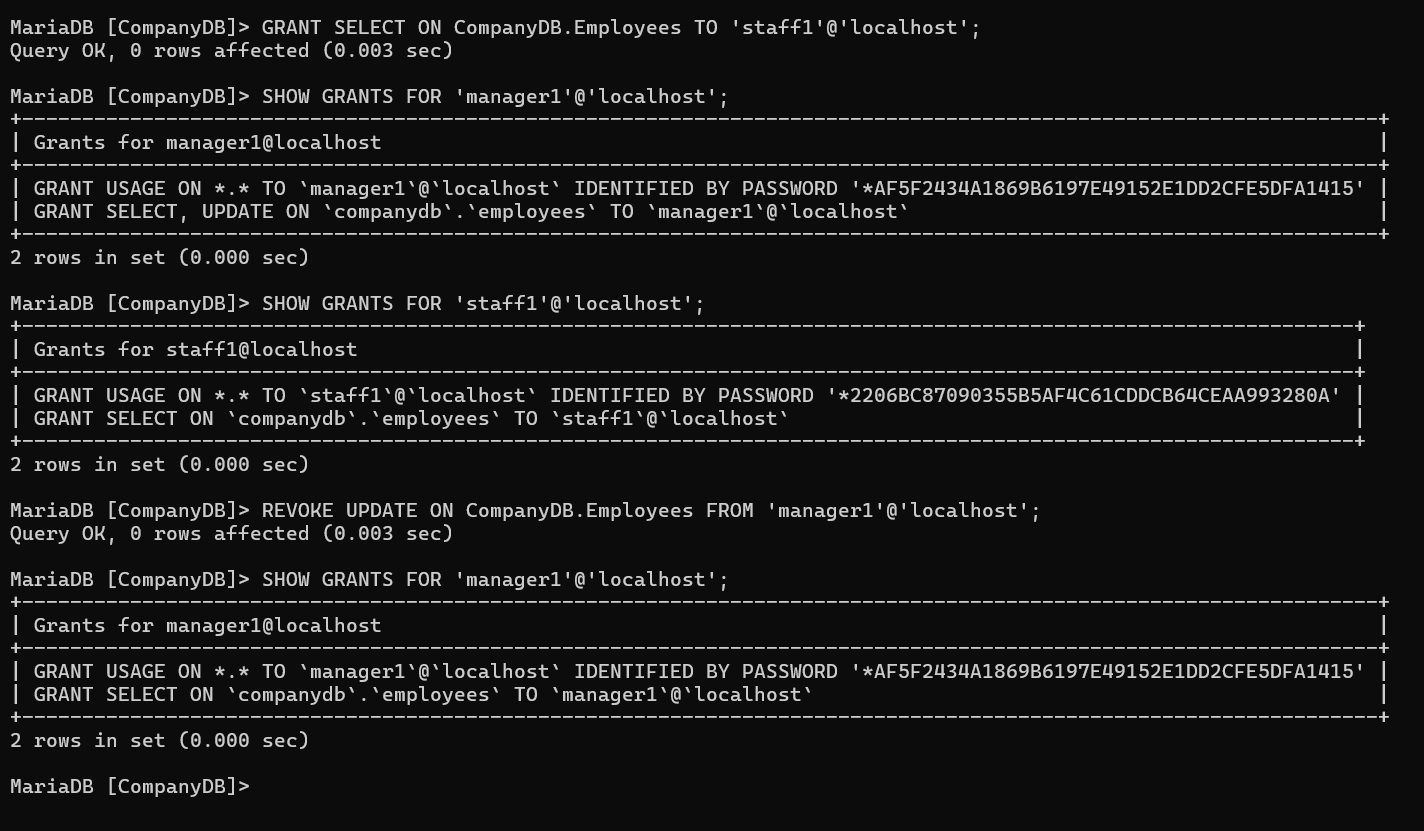 MariaDB [CompanyDB]> GRANT SELECT ON CompanyDB.Employees TO 'staff1'@'localhost';
Query OK, 0 rows affected (0.003 sec)
MariaDB [CompanyDB]> SHOW GRANTS FOR 'manager1'@'localhost';
+-----------------------------------------------------------------------------------------------------------------+
| Grants for manager1@localhost                                                                                   |
+-----------------------------------------------------------------------------------------------------------------+
| GRANT USAGE ON *.* TO `manager1`@`localhost` IDENTIFIED BY PASSWORD '*AF5F2434A1869B6197E49152E1DD2CFE5DFA1415' |
| GRANT SELECT, UPDATE ON `companydb`.`employees` TO `manager1`@`localhost`                                       |
+-----------------------------------------------------------------------------------------------------------------+
2 rows in set (0.000 sec)
MariaDB [CompanyDB]> SHOW GRANTS FOR 'staff1'@'localhost';
+---------------------------------------------------------------------------------------------------------------+
| Grants for staff1@localhost                                                                                   |
+---------------------------------------------------------------------------------------------------------------+
| GRANT USAGE ON *.* TO `staff1`@`localhost` IDENTIFIED BY PASSWORD '*2206BC87090355B5AF4C61CDDCB64CEAA993280A' |
| GRANT SELECT ON `companydb`.`employees` TO `staff1`@`localhost`                                               |
+---------------------------------------------------------------------------------------------------------------+
2 rows in set (0.000 sec)
MariaDB [CompanyDB]> REVOKE UPDATE ON CompanyDB.Employees FROM 'manager1'@'localhost';
Query OK, 0 rows affected (0.003 sec)
MariaDB [CompanyDB]> SHOW GRANTS FOR 'manager1'@'localhost';
+-----------------------------------------------------------------------------------------------------------------+
| Grants for manager1@localhost                                                                                   |
+-----------------------------------------------------------------------------------------------------------------+
| GRANT USAGE ON *.* TO `manager1`@`localhost` IDENTIFIED BY PASSWORD '*AF5F2434A1869B6197E49152E1DD2CFE5DFA1415' |
| GRANT SELECT ON `companydb`.`employees` TO `manager1`@`localhost`                                               |
+-----------------------------------------------------------------------------------------------------------------+
2 rows in set (0.000 sec)
MariaDB [CompanyDB]>